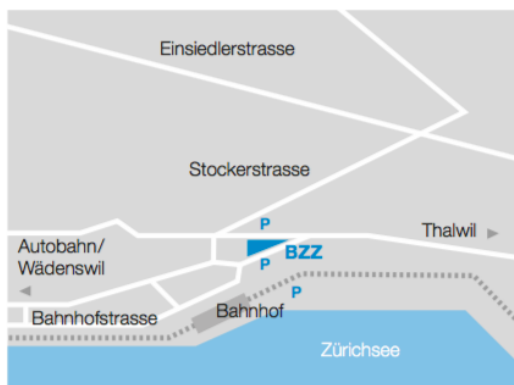 Einsiedlerstrasse
Stockerstrasse
P
Thalwil
Autobahn/
Wädenswil
BZZ
P
P
Bahnhofstrasse
Bahnhof
Zürichsee